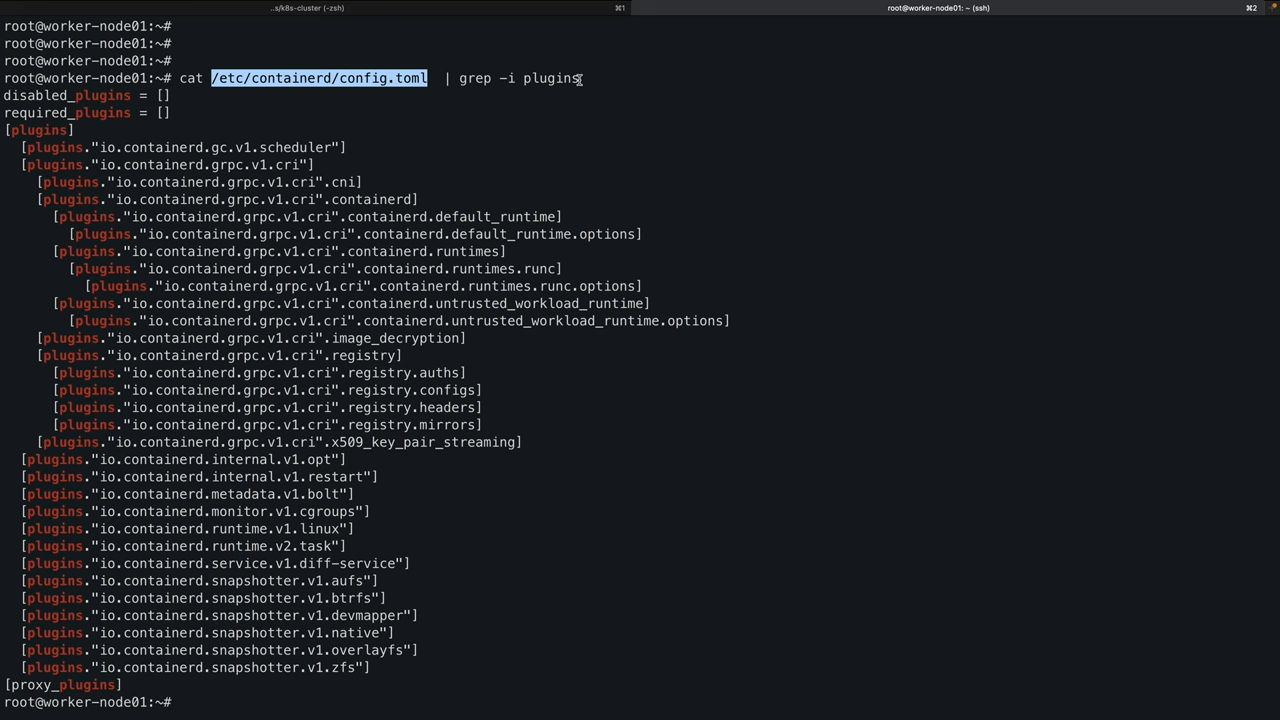 ..s/k8s-cluster (-zsh) ⌘1 root@worker-node01: ~ (ssh) ⌘2
root@worker-node01:~#
root@worker-node01:~#
root@worker-node01:~#
root@worker-node01:~# cat /etc/containerd/config.toml  | grep -i plugins
disabled_plugins = []
required_plugins = []
[plugins]
  [plugins."io.containerd.gc.v1.scheduler"]
  [plugins."io.containerd.grpc.v1.cri"]
    [plugins."io.containerd.grpc.v1.cri".cni]
    [plugins."io.containerd.grpc.v1.cri".containerd]
      [plugins."io.containerd.grpc.v1.cri".containerd.default_runtime]
        [plugins."io.containerd.grpc.v1.cri".containerd.default_runtime.options]
      [plugins."io.containerd.grpc.v1.cri".containerd.runtimes]
        [plugins."io.containerd.grpc.v1.cri".containerd.runtimes.runc]
          [plugins."io.containerd.grpc.v1.cri".containerd.runtimes.runc.options]
      [plugins."io.containerd.grpc.v1.cri".containerd.untrusted_workload_runtime]
        [plugins."io.containerd.grpc.v1.cri".containerd.untrusted_workload_runtime.options]
    [plugins."io.containerd.grpc.v1.cri".image_decryption]
    [plugins."io.containerd.grpc.v1.cri".registry]
      [plugins."io.containerd.grpc.v1.cri".registry.auths]
      [plugins."io.containerd.grpc.v1.cri".registry.configs]
      [plugins."io.containerd.grpc.v1.cri".registry.headers]
      [plugins."io.containerd.grpc.v1.cri".registry.mirrors]
    [plugins."io.containerd.grpc.v1.cri".x509_key_pair_streaming]
  [plugins."io.containerd.internal.v1.opt"]
  [plugins."io.containerd.internal.v1.restart"]
  [plugins."io.containerd.metadata.v1.bolt"]
  [plugins."io.containerd.monitor.v1.cgroups"]
  [plugins."io.containerd.runtime.v1.linux"]
  [plugins."io.containerd.runtime.v2.task"]
  [plugins."io.containerd.service.v1.diff-service"]
  [plugins."io.containerd.snapshotter.v1.aufs"]
  [plugins."io.containerd.snapshotter.v1.btrfs"]
  [plugins."io.containerd.snapshotter.v1.devmapper"]
  [plugins."io.containerd.snapshotter.v1.native"]
  [plugins."io.containerd.snapshotter.v1.overlayfs"]
  [plugins."io.containerd.snapshotter.v1.zfs"]
[proxy_plugins]
root@worker-node01:~#